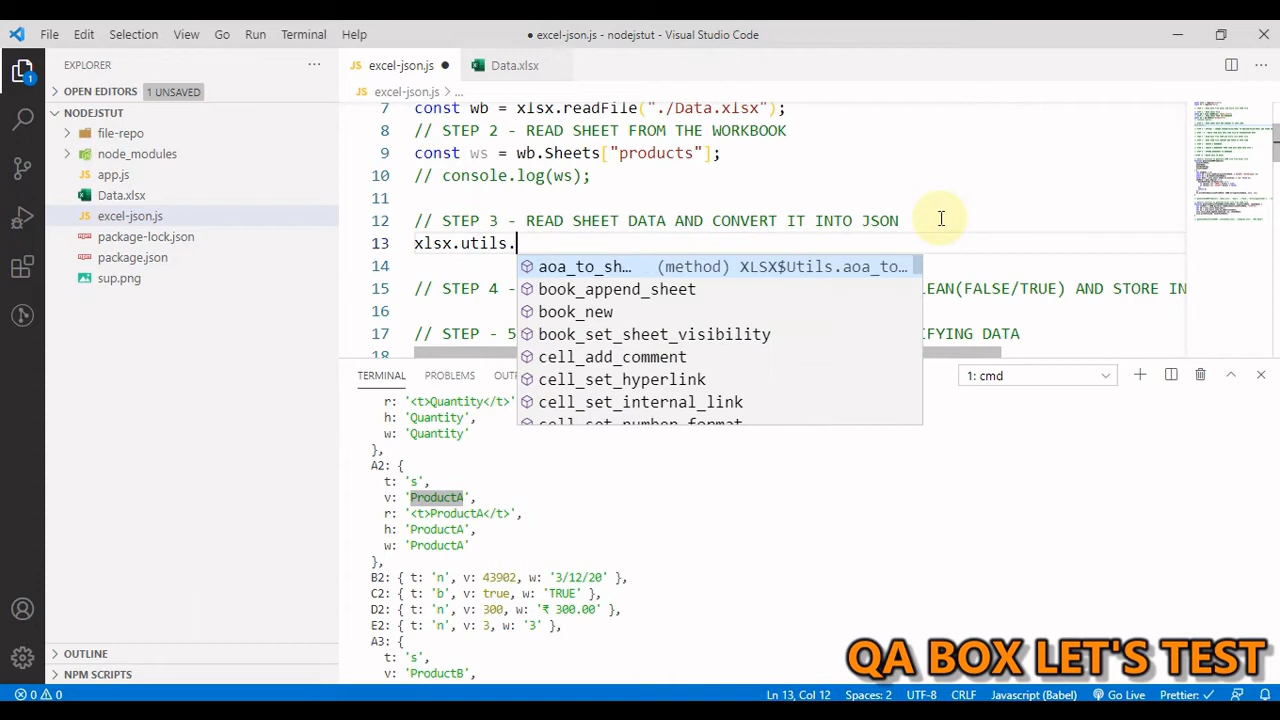 File Edit Selection View Go Run Terminal Help
● excel-json.js - nodejstut - Visual Studio Code
EXPLORER
OPEN EDITORS 1 UNSAVED
NODEJSTUT
file-repo
node_modules
app.js
Data.xlsx
excel-json.js
package-lock.json
package.json
sup.png
OUTLINE
NPM SCRIPTS
JS excel-json.js ●
Data.xlsx
JS excel-json.js > ...
7 const wb = xlsx.readFile("./Data.xlsx");
8 // STEP READ SHEET FROM THE WORKBOOK
9 const ws .Sheets["products"];
10 // console.log(ws);
11
12 //STEP SHEET DATA AND CONVERT IT INTO JSON
13 xlsx.utils.
aoa_to_sh... (method) XLSX$Utils.aoa_to...
book_append_sheet
book_new
book_set_sheet_visibility
cell_add_comment
cell_set_hyperlink
cell_set_internal_link
cell_set_number_format
14
15 // STEP 4 - LEAN(FALSE/TRUE) AND STORE IN
16
17 // STEP - 5 IFYING DATA
18
TERMINAL PROBLEMS OUT
1: cmd
r: '<t>Quantity</t>'
h: 'Quantity'
w: 'Quantity'
},
A2: {
t: 's',
v: 'ProductA',
r: '<t>ProductA</t>',
h: 'ProductA',
w: 'ProductA'
},
B2: { t: 'n', v: 43902, w: '3/12/20' },
C2: { t: 'b', v: true, w: 'TRUE' },
D2: { t: 'n', v: 300, w: '₹ 300.00' },
E2: { t: 'n', v: 3, w: '3' },
A3: {
t: 's',
v: 'ProductB',
QA BOX LET'S TEST
0 0
Ln 13, Col 12 Spaces: 2 UTF-8 CRLF Javascript (Babel) Go Live Prettier: ✓